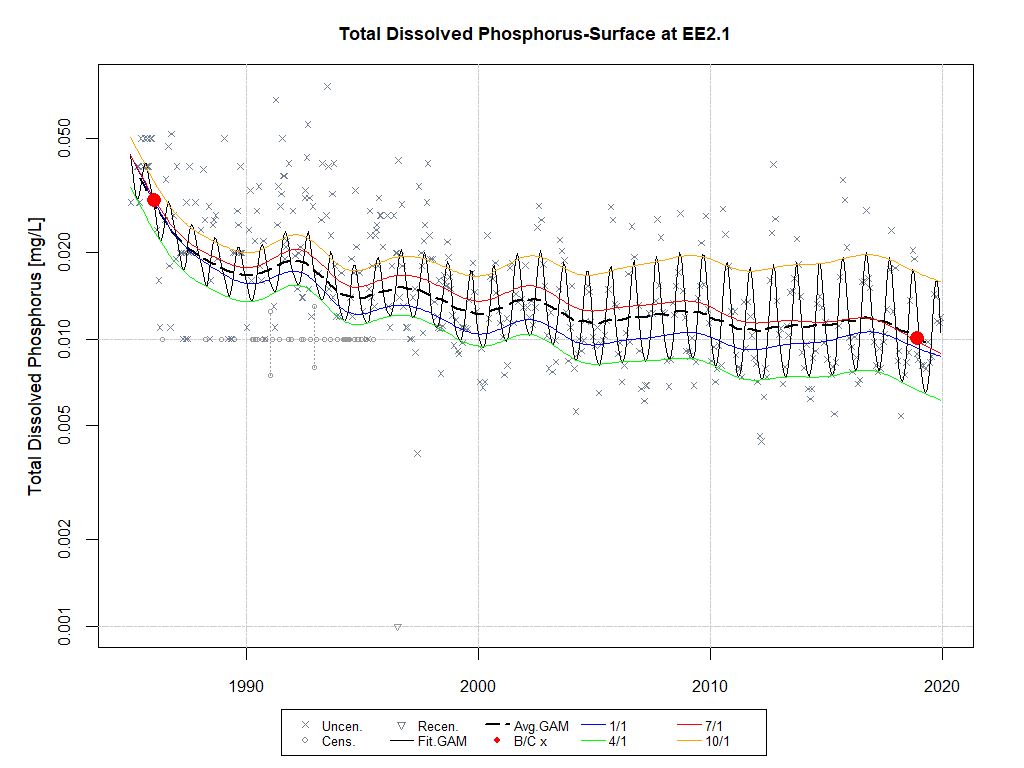 Total Dissolved Phosphorus-Surface at EE2.1
Total Dissolved Phosphorus [mg/L]
0.050
0.020
0.010
0.005
0.002
0.001
1990 2000 2010 2020
Uncen. Recen. Avg.GAM 1/1 7/1
Cens. Fit.GAM B/C x 4/1 10/1